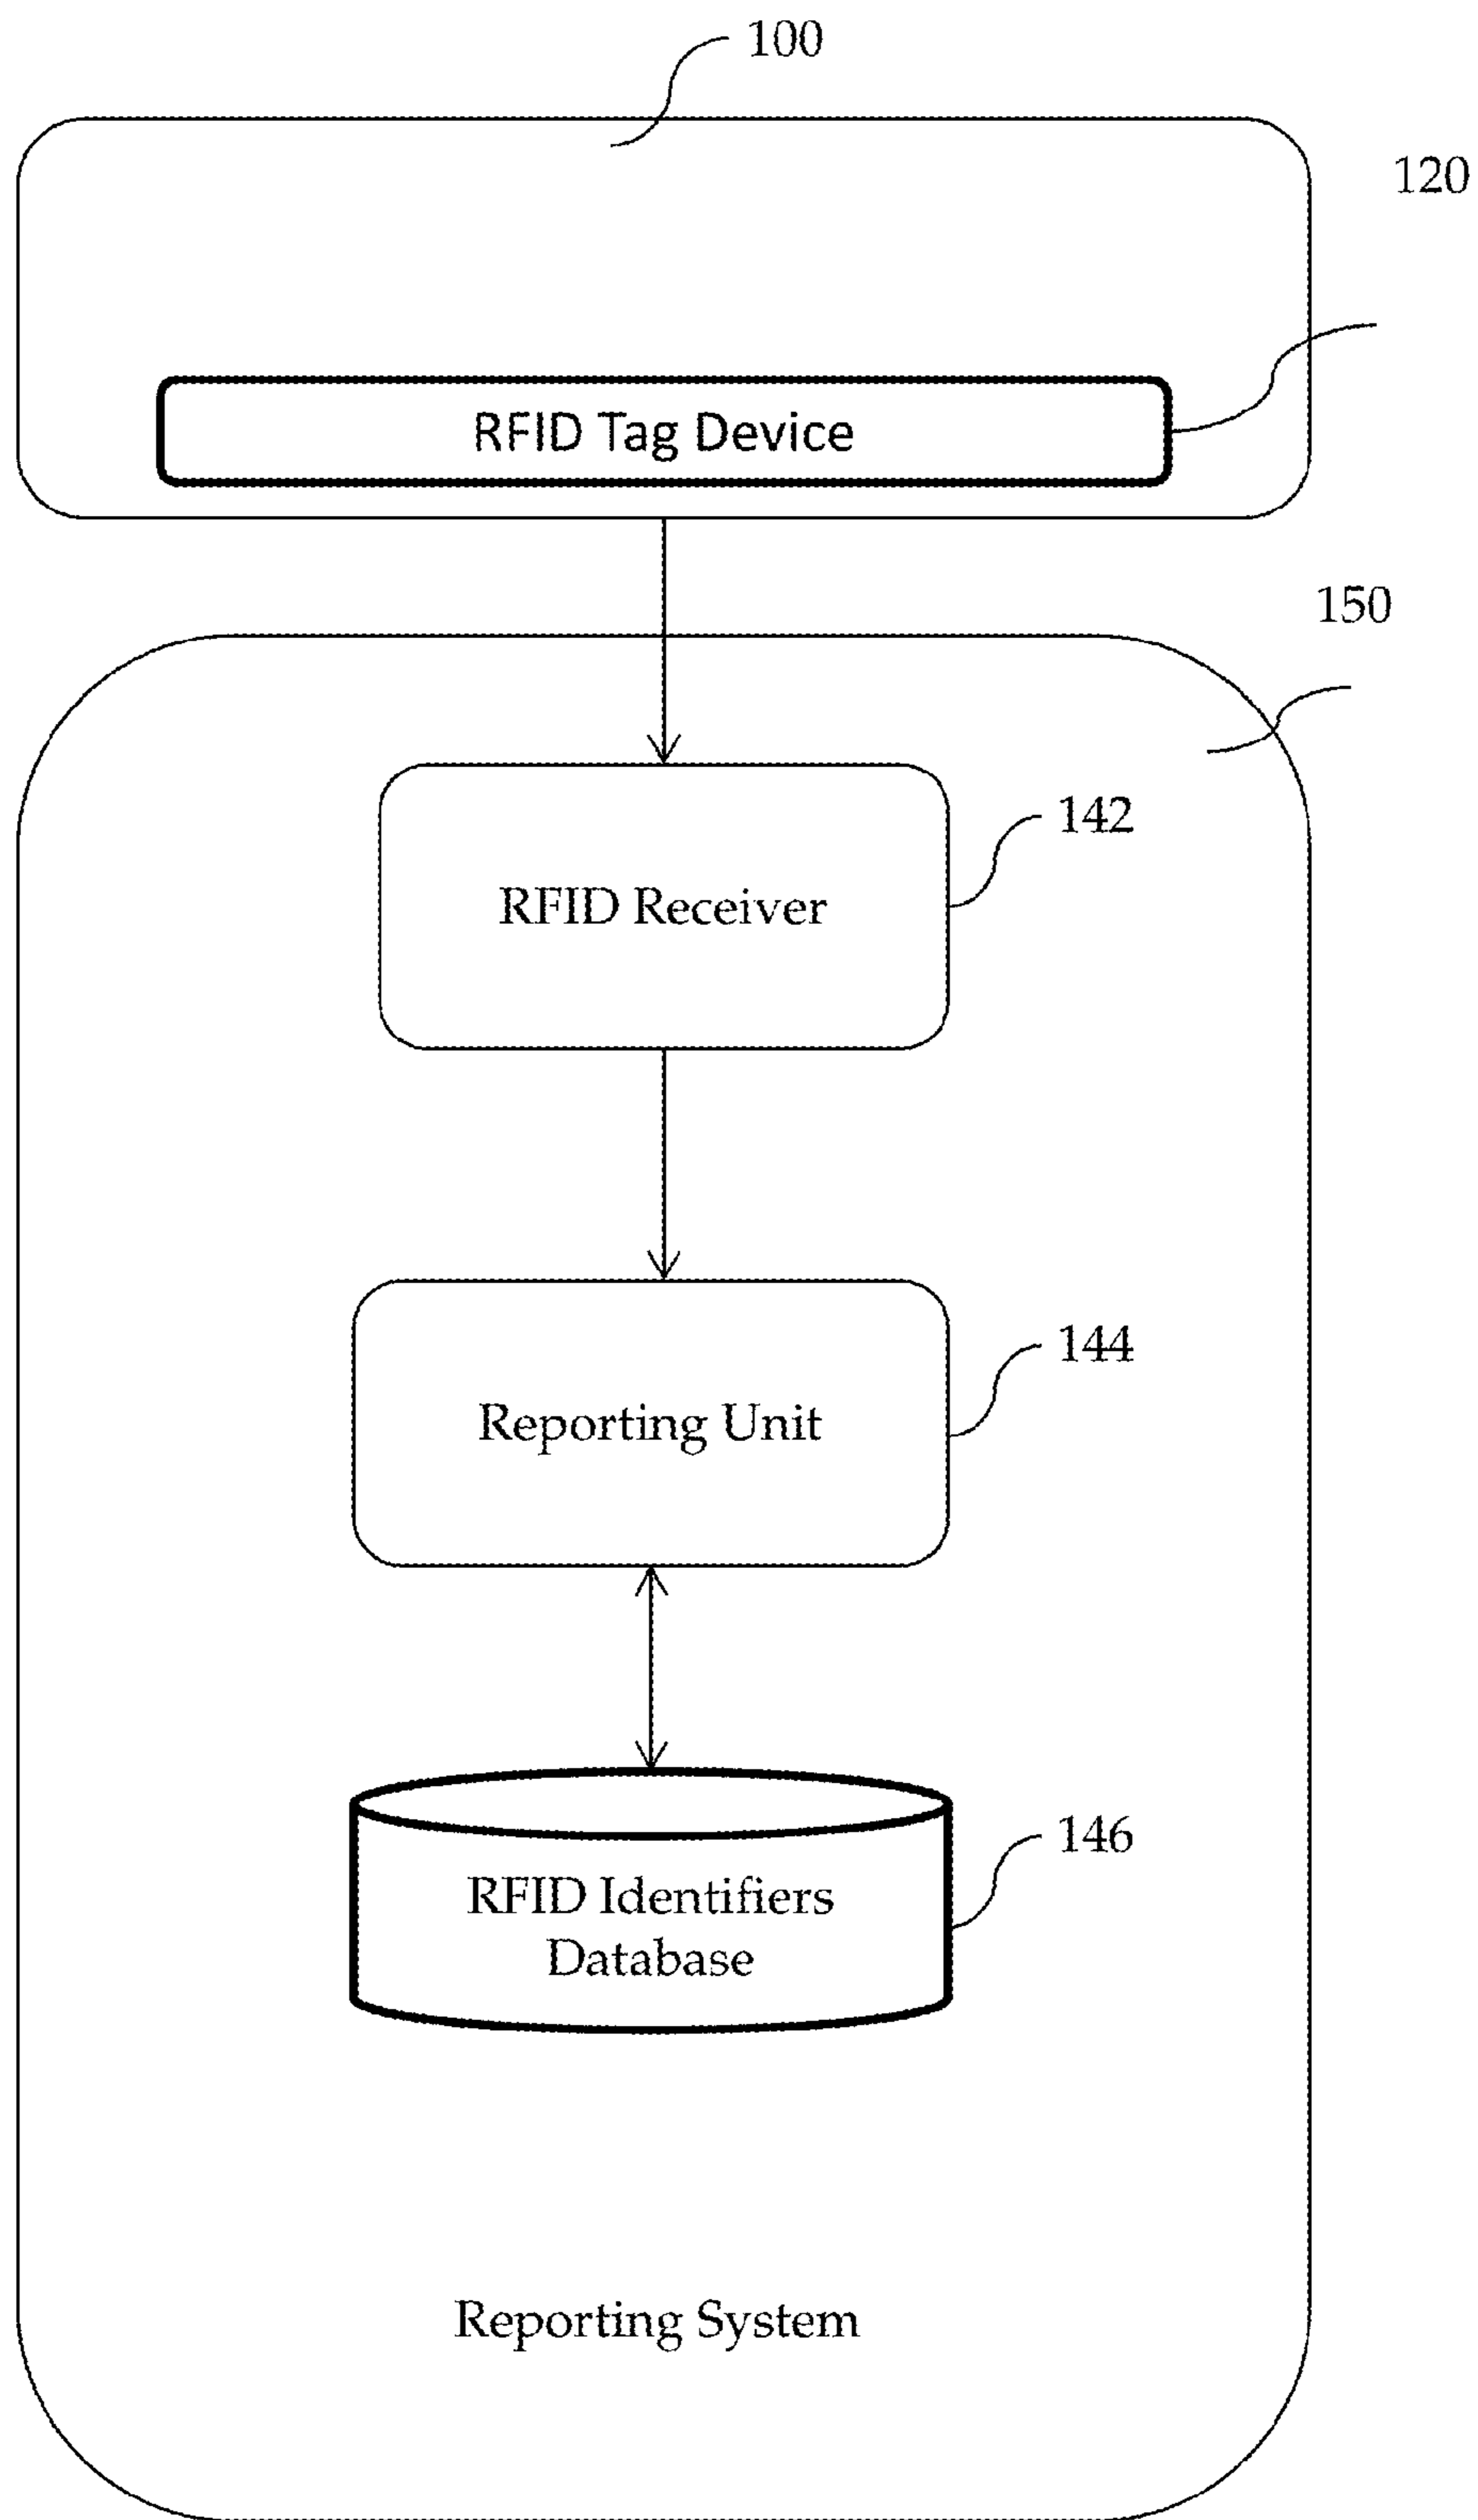 100
120
RFID Tag Device
150
142
RFID Receiver
144
Reporting Unit
146
RFID Identifiers
Database
Reporting System